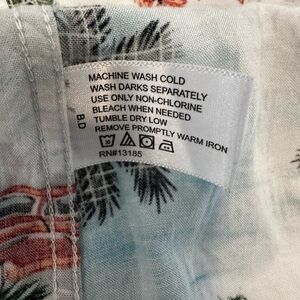 MACHINE WASH COLD
WASH DARKS SEPARATELY
USE ONLY NON-CHLORINE
BLEACH WHEN NEEDED
TUMBLE DRY LOW
REMOVE PROMPTLY WARM IRON
RN#13185
B.D